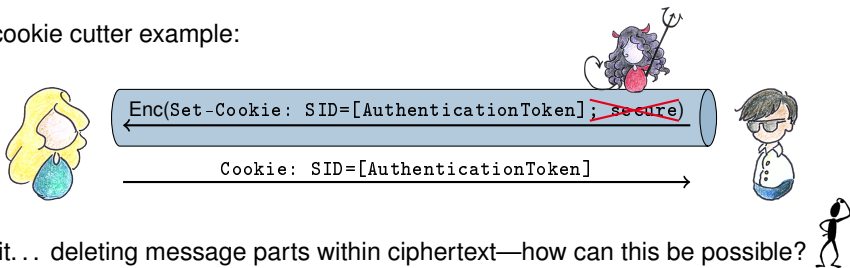 cookie cutter example:
Enc(Set-Cookie: SID=[AuthenticationToken]; secure)
Cookie: SID=[AuthenticationToken]
it... deleting message parts within ciphertext—how can this be possible?